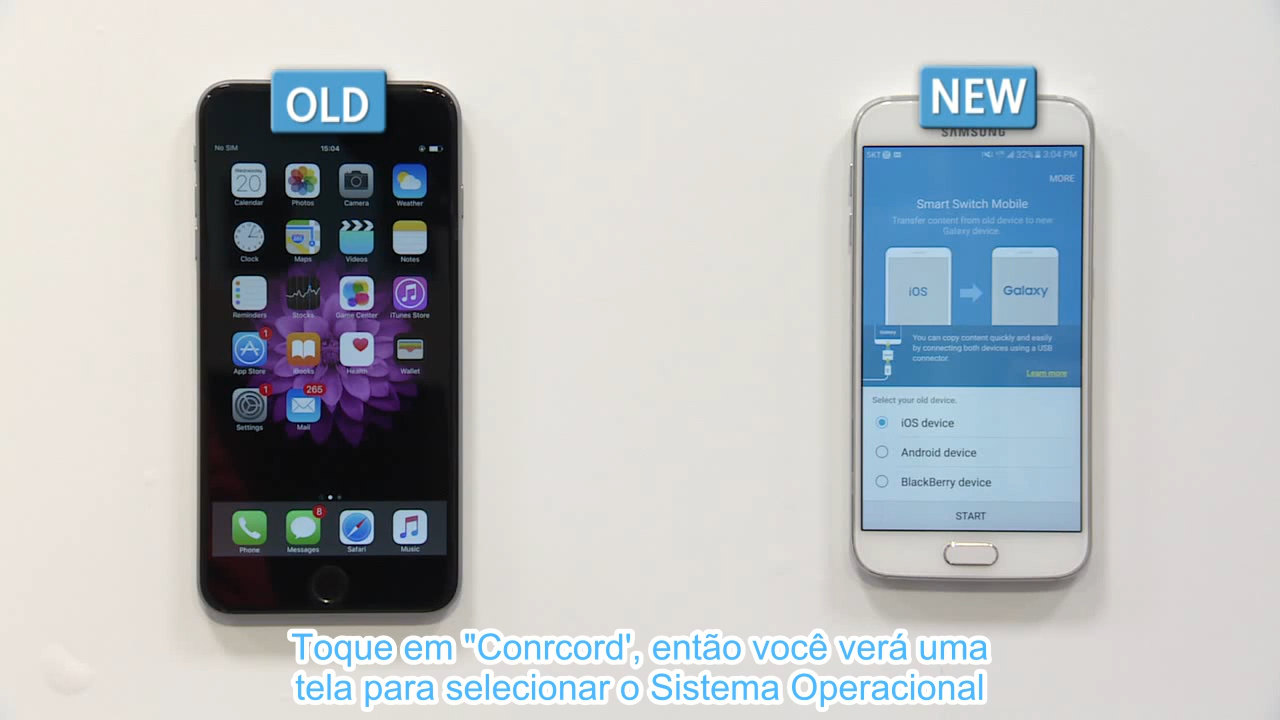 OLD
NEW
No SIM
15:04
Wednesday
20
Calendar
Photos
Camera
Weather
Clock
Maps
Videos
Notes
Reminders
Stocks
Game Center
iTunes Store
1
App Store
iBooks
Health
Wallet
1
265
Settings
Mail
8
Phone
Messages
Safari
Music
SAMSUNG
SKT
32% 3:04 PM
MORE
Smart Switch Mobile
Transfer content from old device to new
Galaxy device.
iOS
Galaxy
Galaxy
You can copy content quickly and easily
by connecting both devices using a USB
connector.
Learn more
Select your old device.
iOS device
Android device
BlackBerry device
START
Toque em "Conrcord', então você verá uma
tela para selecionar o Sistema Operacional